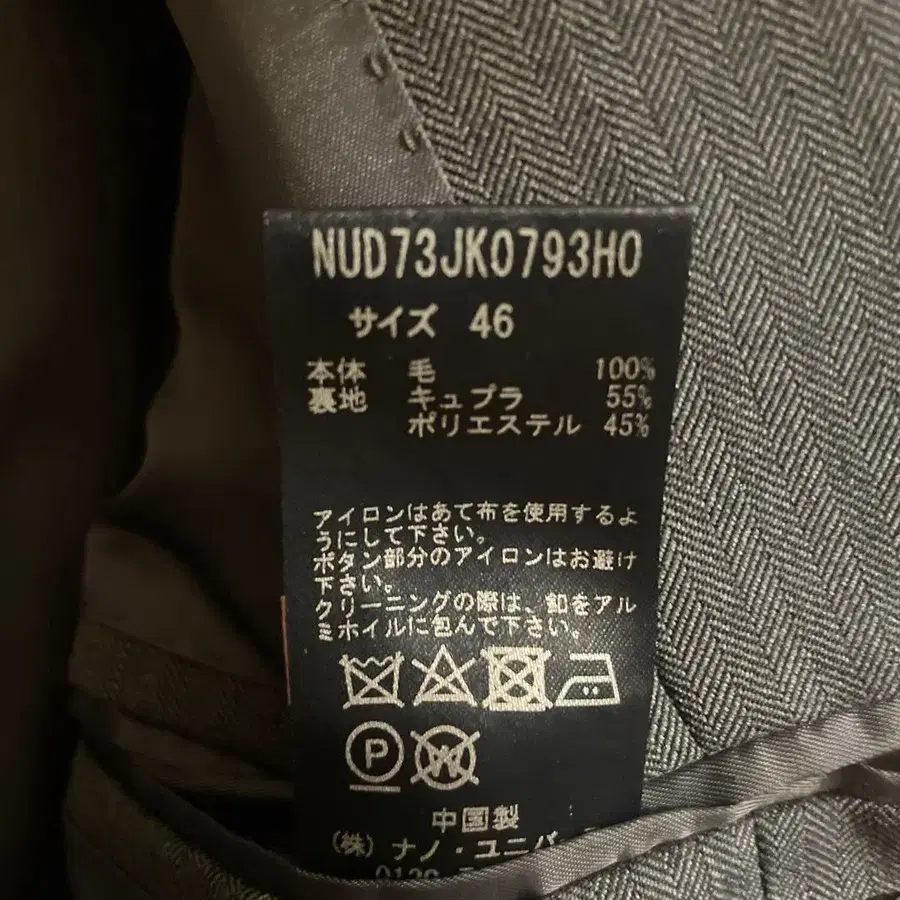 NUD73JK0793H0
サイズ 46
本体 毛 100%
裏地 キュプラ 55%
ポリエステル 45%
アイロンはあて布を使用するよ
うにして下さい。
ボタン部分のアイロンはお避け
下さい。
クリーニングの際は、釦をアル
ミホイルに包んで下さい。
P W
中国製
(株) ナノ・ユニバ